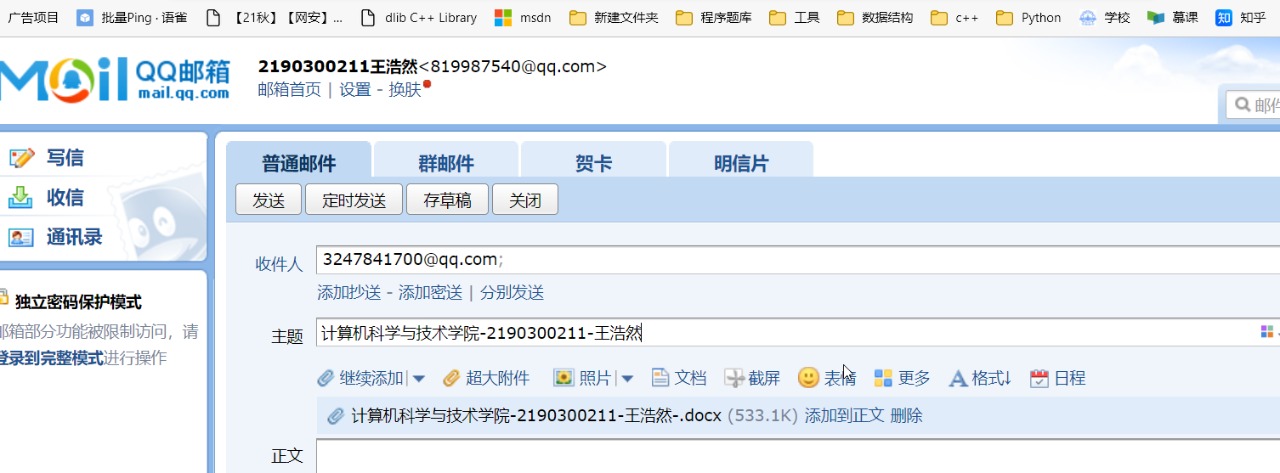 广告项目 批量Ping · 语雀 【21秋】【网安】... dlib C++ Library msdn 新建文件夹 程序题库 工具 数据结构 c++ Python 学校 慕课 知 知乎
Mail QQ邮箱 mail.qq.com
2190300211王浩然<819987540@qq.com>
邮箱首页 | 设置 - 换肤
邮件
写信
收信
通讯录
独立密码保护模式
邮箱部分功能被限制访问，请
登录到完整模式进行操作
普通邮件 群邮件 贺卡 明信片
发送 定时发送 存草稿 关闭
收件人 3247841700@qq.com;
添加抄送 - 添加密送 | 分别发送
主题 计算机科学与技术学院-2190300211-王浩然
继续添加 超大附件 照片 文档 截屏 表情 更多 格式↓ 日程
计算机科学与技术学院-2190300211-王浩然-.docx (533.1K) 添加到正文 删除
正文